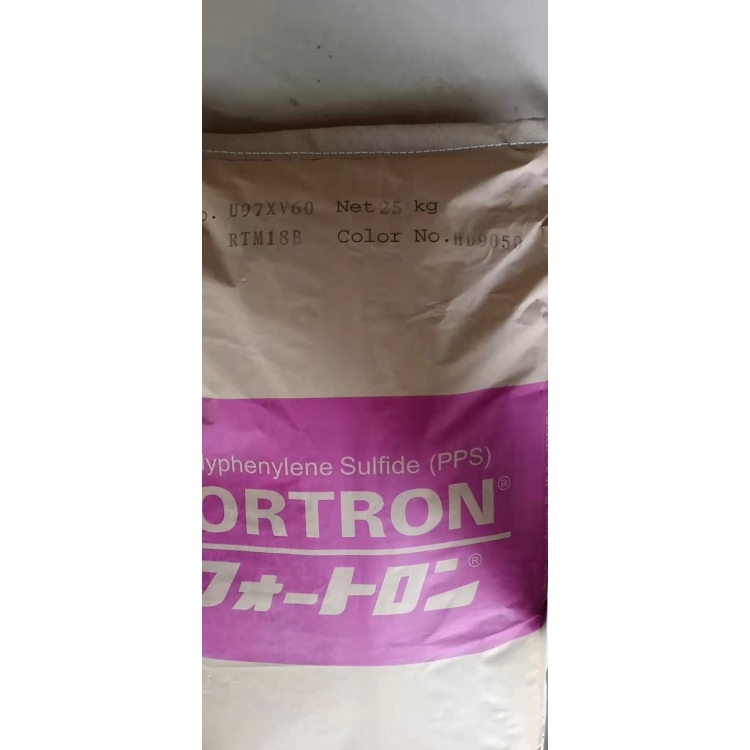 o. U97XV60 Net 25 kg
RTM18B Color No. HD9050
lyphenylene Sulfide (PPS)
ORTRON®
フォートロン®